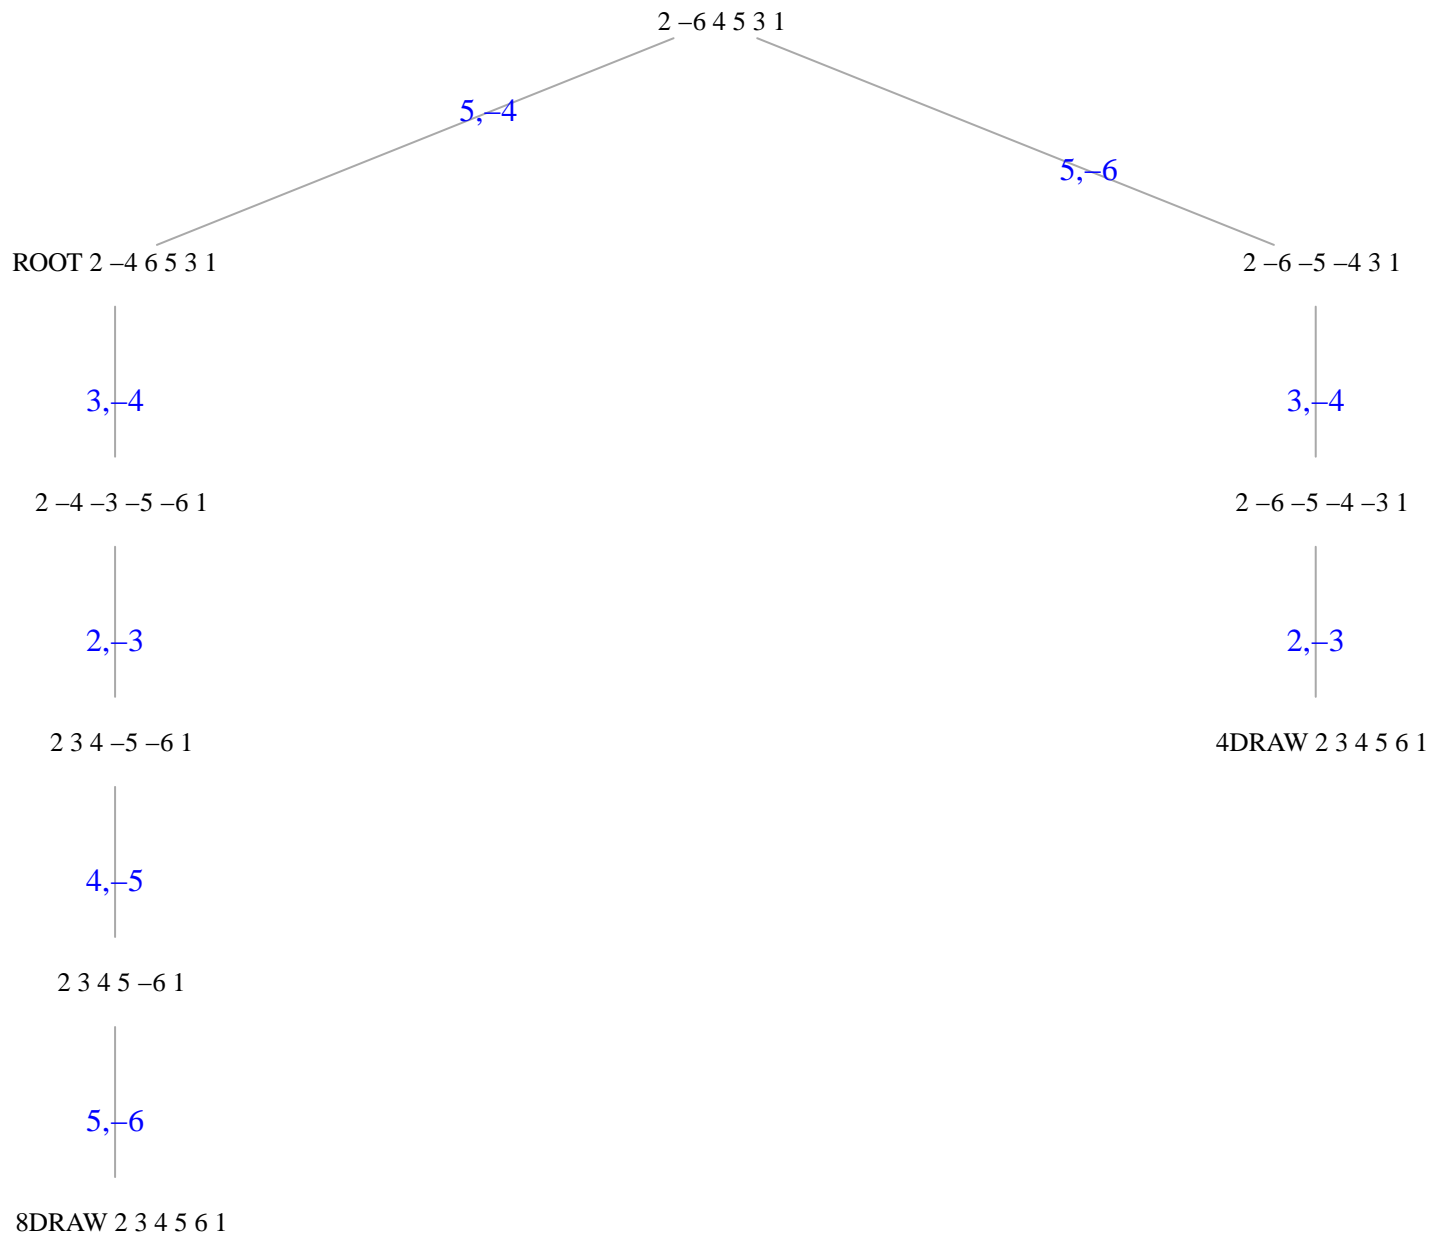 2 –6 4 5 3 1
5,–4
5,–6
ROOT 2 –4 6 5 3 1
2 –6 –5 –4 3 1
3,–4
3,–4
2 –4 –3 –5 –6 1
2 –6 –5 –4 –3 1
2,–3
2,–3
2 3 4 –5 –6 1
4DRAW 2 3 4 5 6 1
4,–5
2 3 4 5 –6 1
5,–6
8DRAW 2 3 4 5 6 1